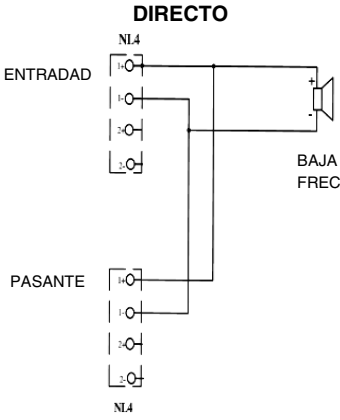 DIRECTO
NL4
1+
ENTRADAD
1-
2+
2-
+
-
BAJA
FREC
PASANTE
1+
1-
2+
2-
NL4